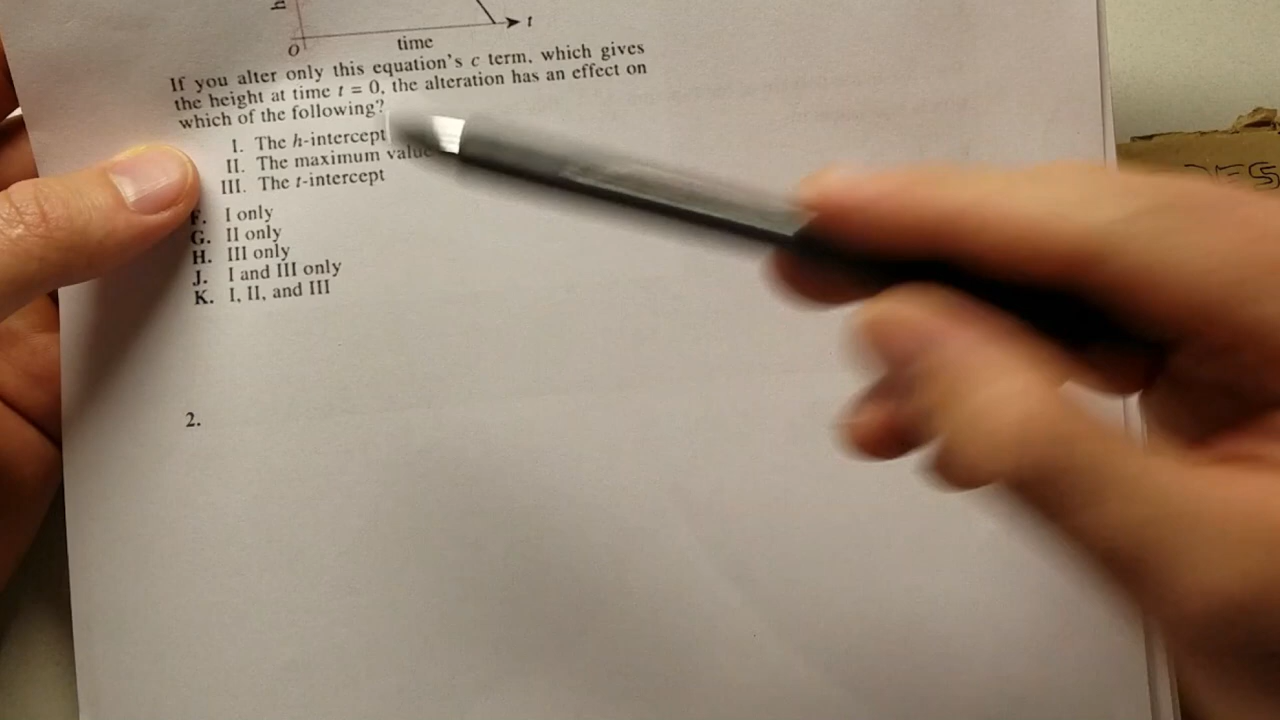 h
t
O
time
If you alter only this equation's c term, which gives
the height at time t = 0, the alteration has an effect on
which of the following?
I. The h-intercept
II. The maximum value
III. The t-intercept
F. I only
G. II only
H. III only
J. I and III only
K. I, II, and III
2.